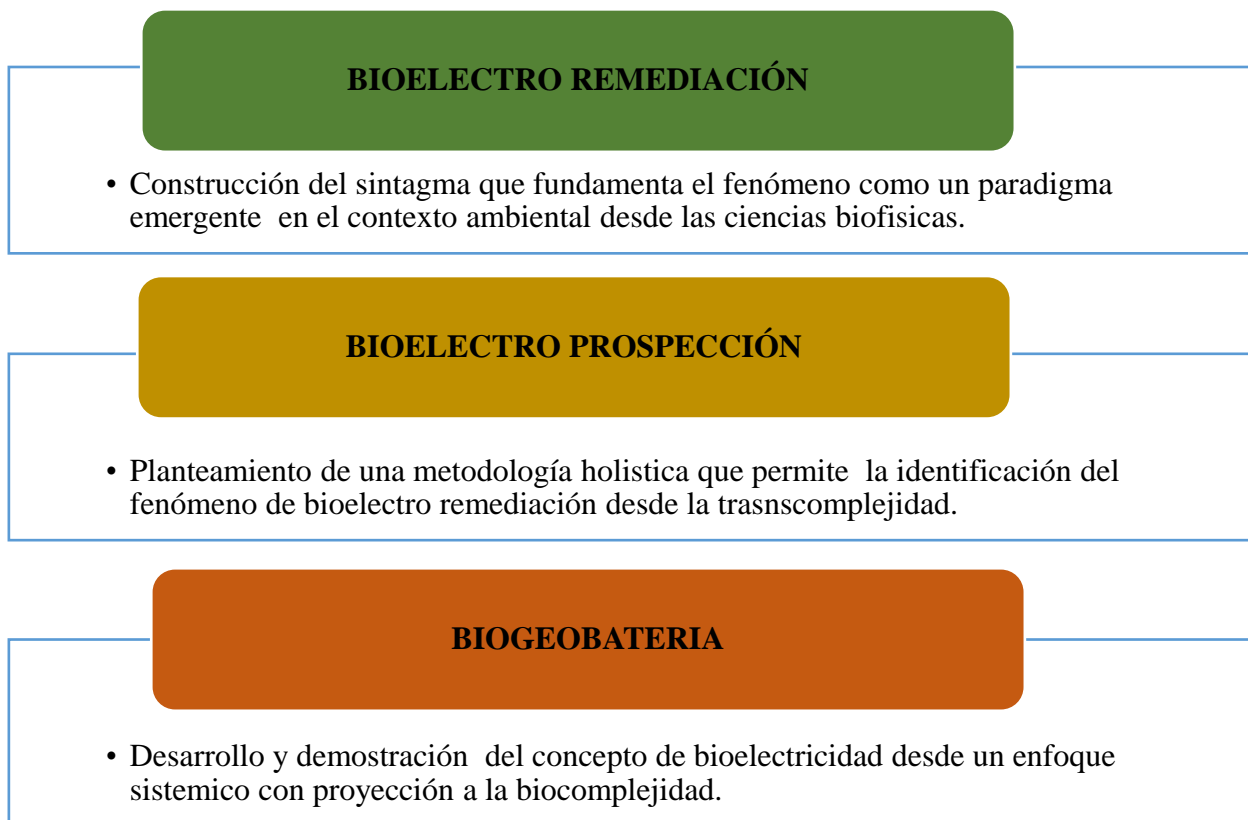 BIOELECTRO REMEDIACIÓN
• Construcción del sintagma que fundamenta el fenómeno como un paradigma
emergente en el contexto ambiental desde las ciencias biofisicas.
BIOELECTRO PROSPECCIÓN
• Planteamiento de una metodología holistica que permite la identificación del
fenómeno de bioelectro remediación desde la trasnscomplejidad.
BIOGEOBATERIA
• Desarrollo y demostración del concepto de bioelectricidad desde un enfoque
sistemico con proyección a la biocomplejidad.